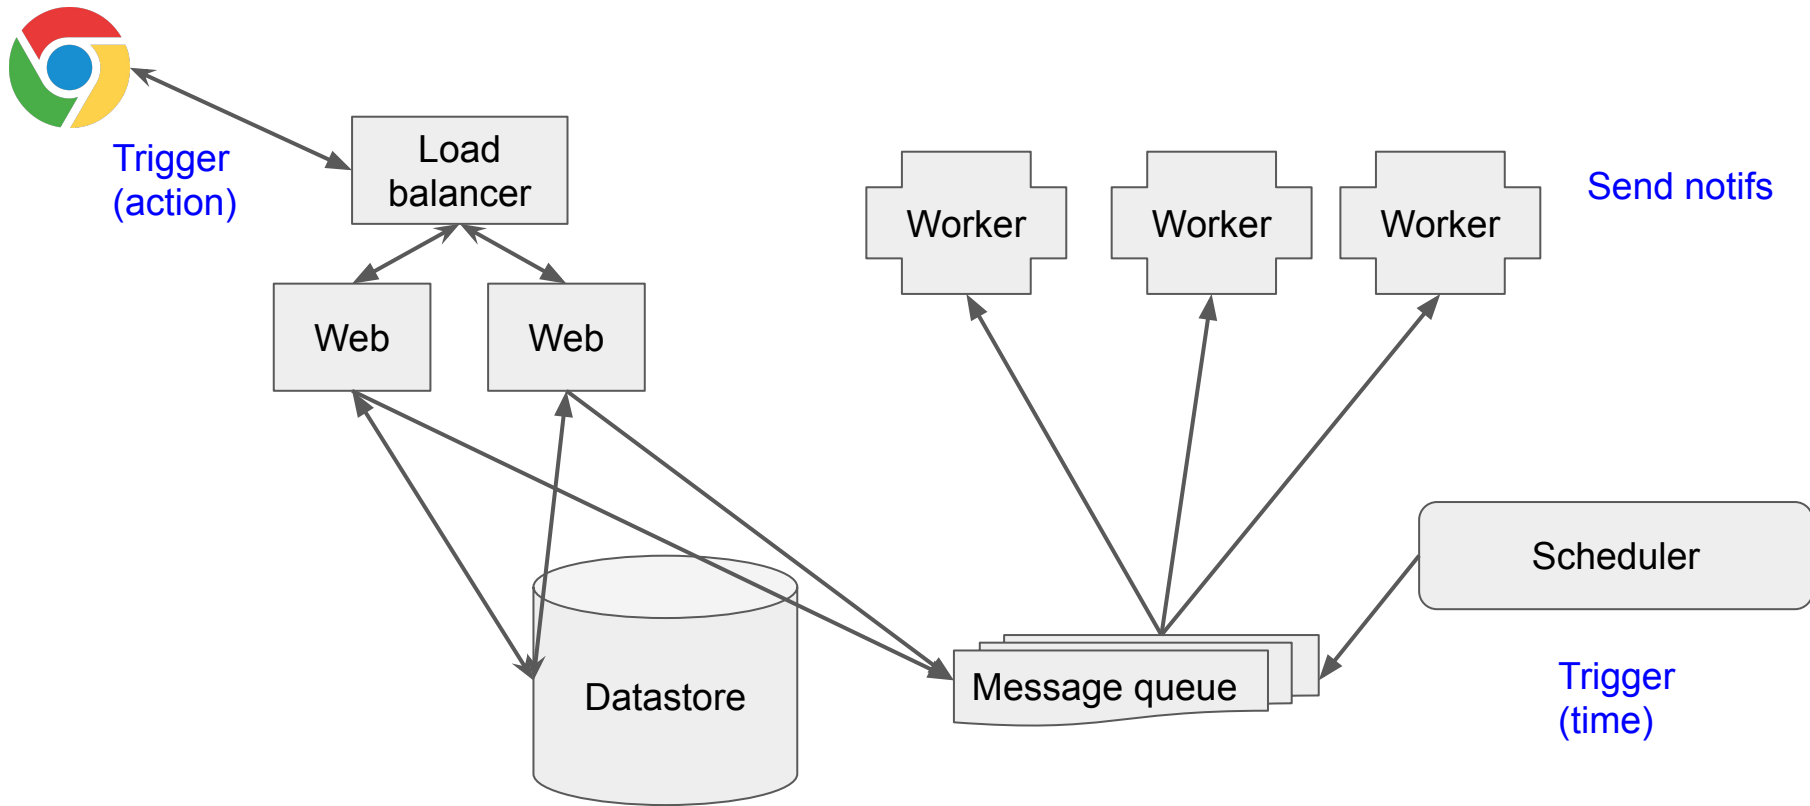 Trigger
(action)
Load
balancer
Web
Web
Worker
Worker
Worker
Send notifs
Datastore
Message queue
Scheduler
Trigger
(time)